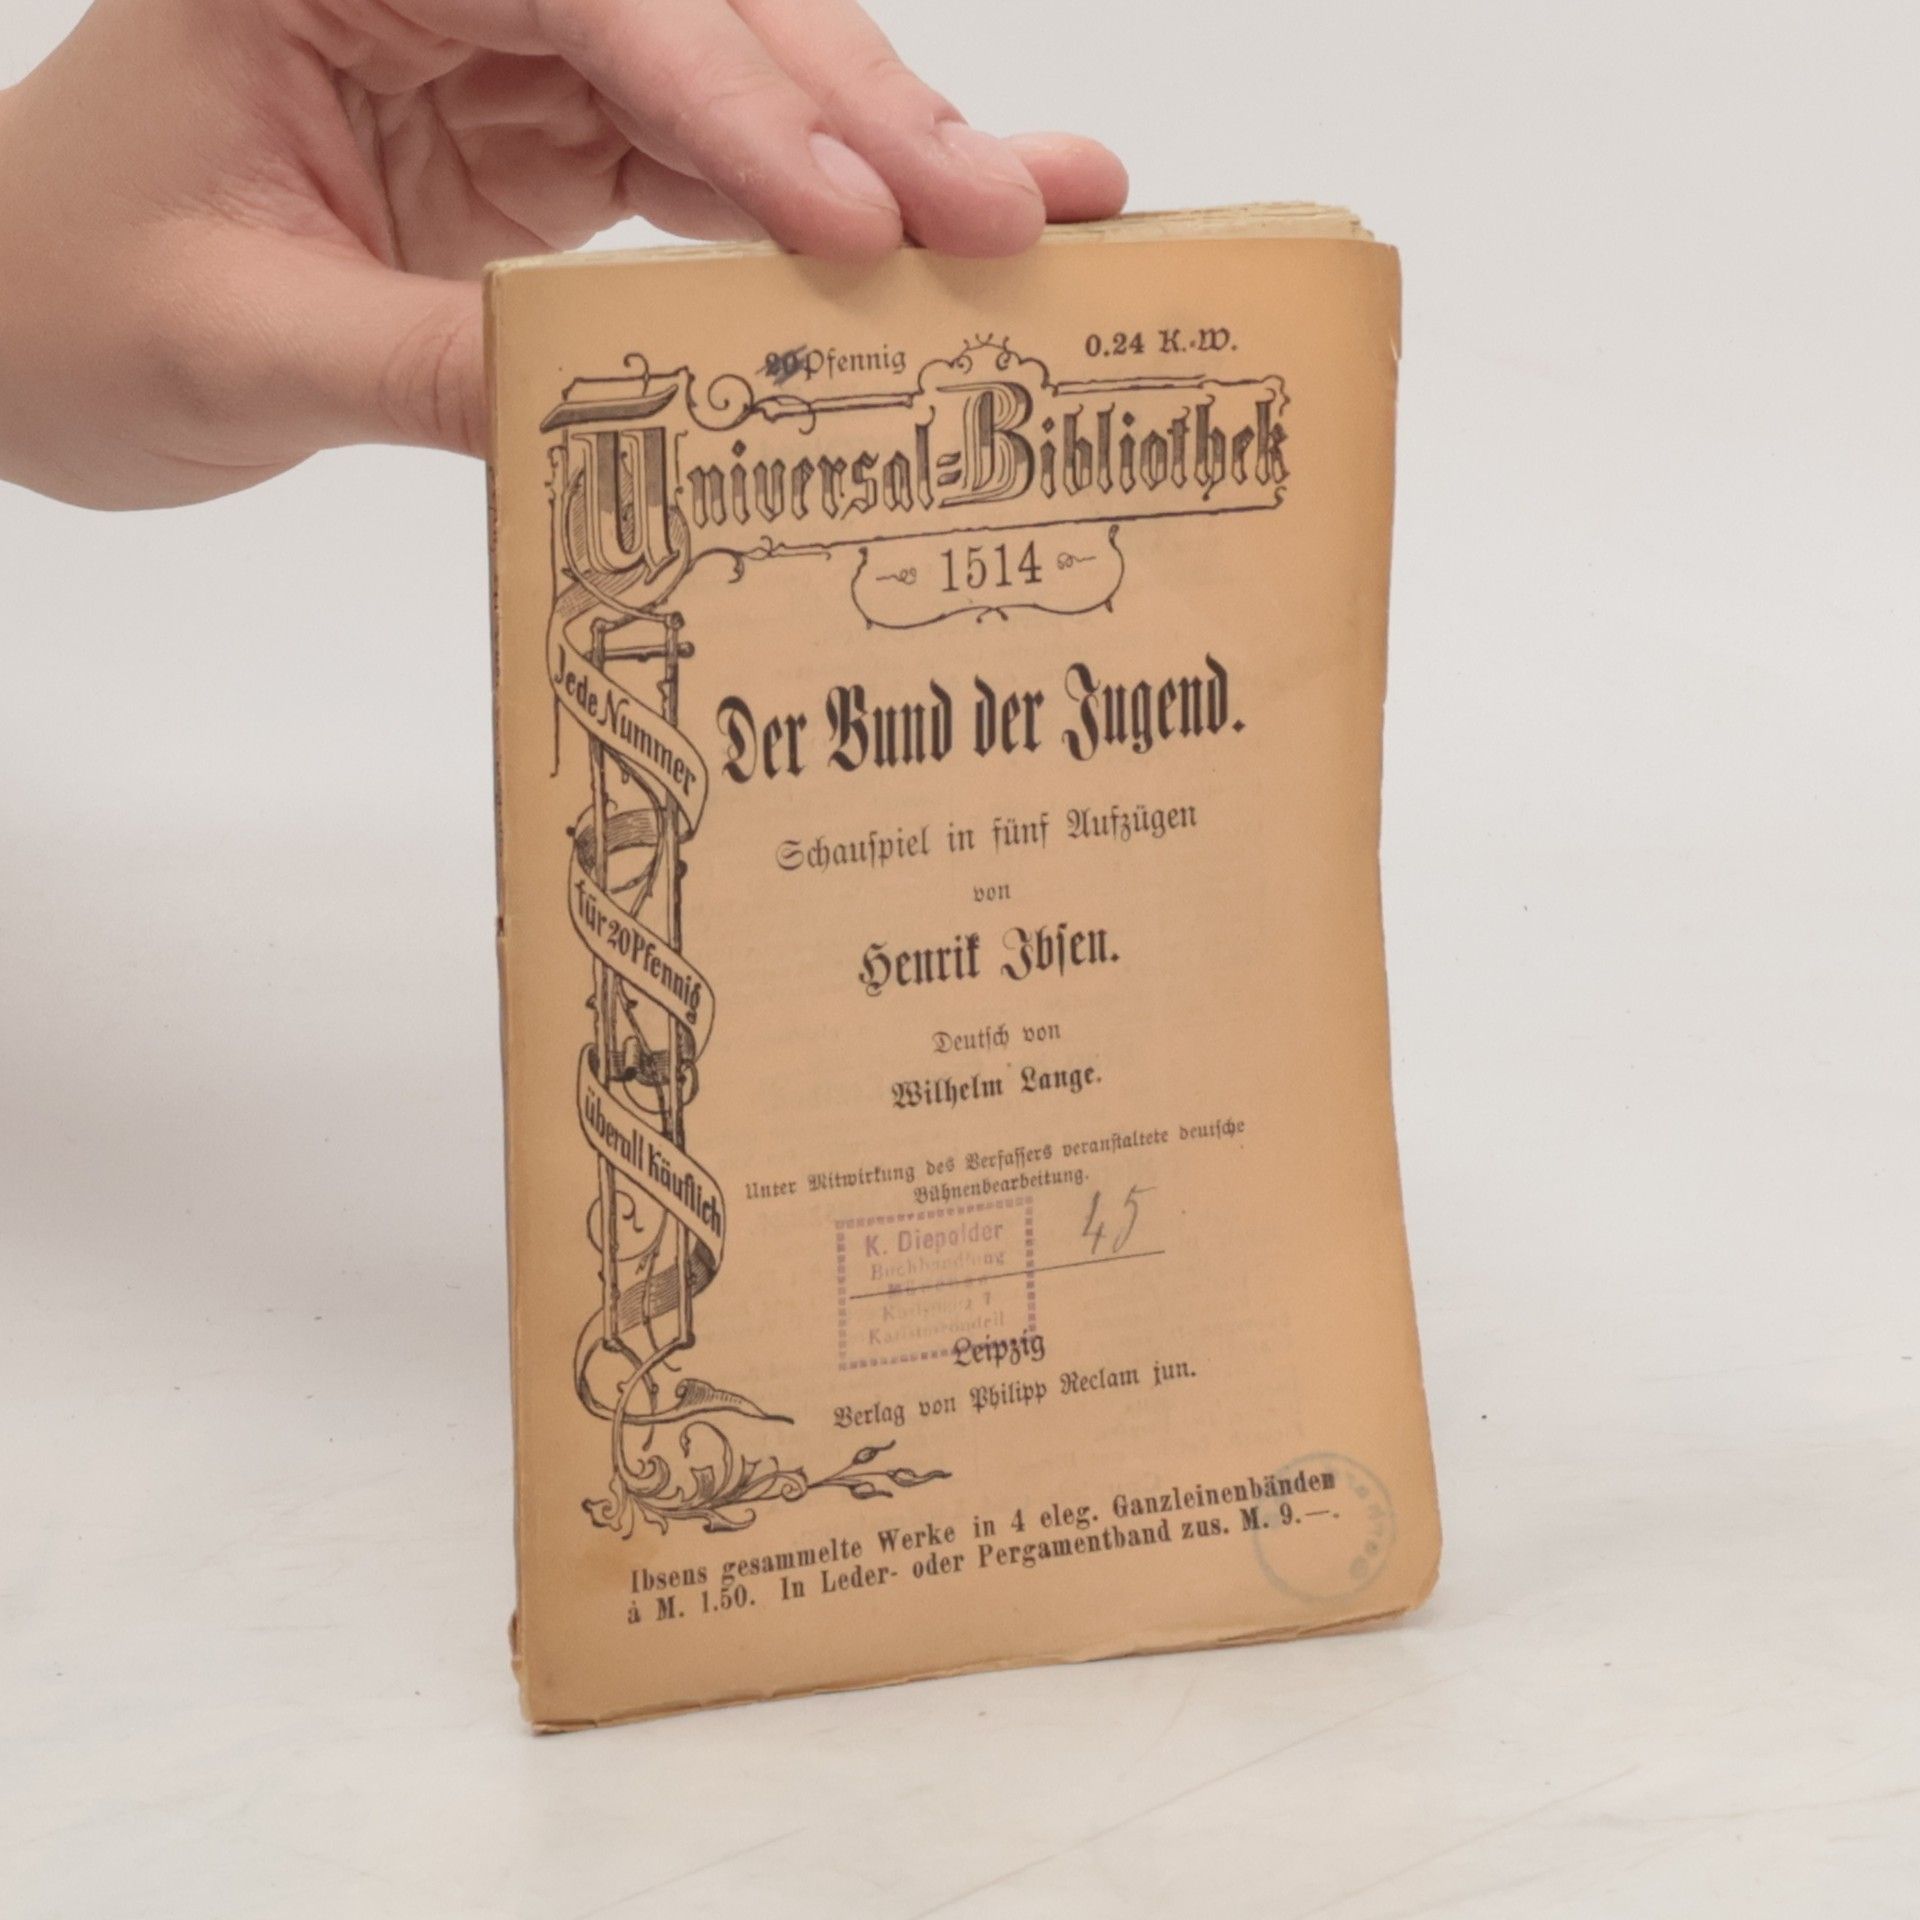 20 Pfennig 0.24 K.-W.
Universal=Bibliothek
1514
Jede Nummer
für 20 Pfennig
überall käuflich
Der Bund der Jugend.
Schauſpiel in fünf Aufzügen
von
Henrik Ibſen.
Deutſch von
Wilhelm Lange.
Unter Mitwirkung des Verfaſſers veranſtaltete deutſche
Bühnenbearbeitung.
45
K. Diepolder
Buchhandlung
Leipzig
Verlag von Philipp Reclam jun.
Ibsens gesammelte Werke in 4 eleg. Ganzleinenbänden
à M. 1.50. In Leder- oder Pergamentband zus. M. 9.—.